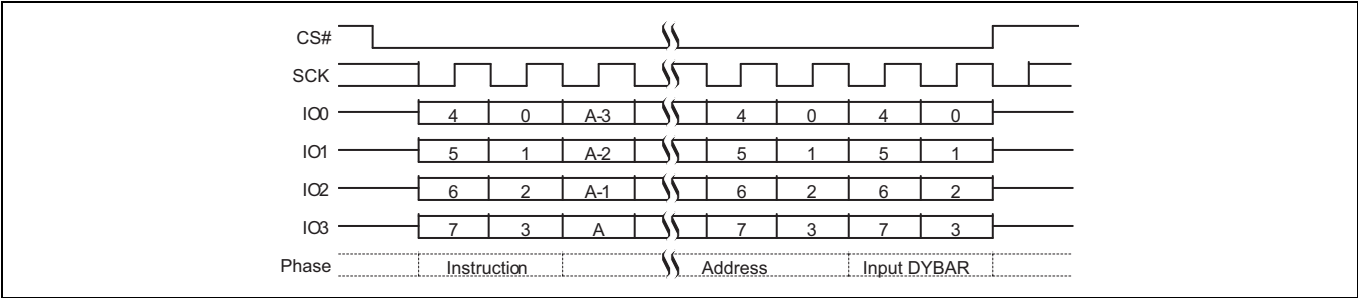 CS#
SCK
IO0 4 0 A-3 4 0 4 0
IO1 5 1 A-2 5 1 5 1
IO2 6 2 A-1 6 2 6 2
IO3 7 3 A 7 3 7 3
Phase Instruction Address Input DYBAR